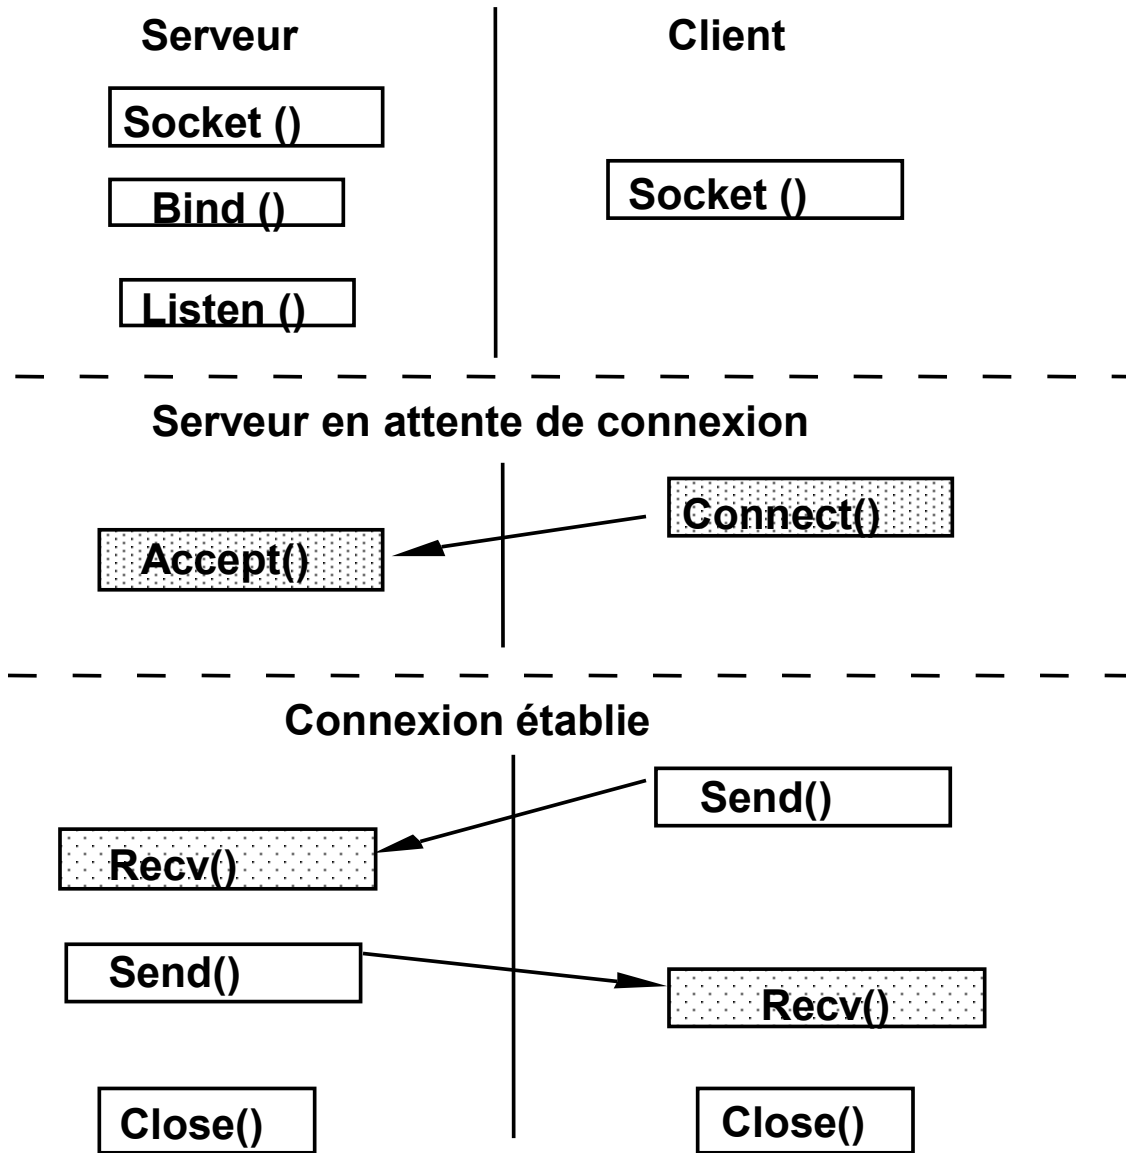 Serveur
Client
Socket ()
Bind ()
Socket ()
Listen ()
Serveur en attente de connexion
Connect()
Accept()
Connexion établie
Send()
Recv()
Send()
Recv()
Close()
Close()